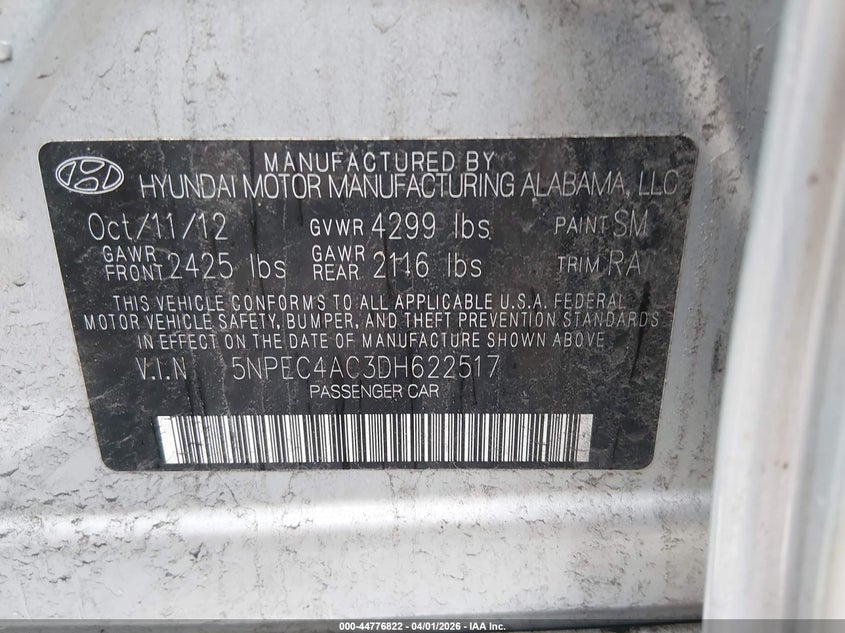 MANUFACTURED BY
HYUNDAI MOTOR MANUFACTURING ALABAMA, LLC
Oct/11/12 GVWR 4299 lbs PAINT SM
GAWR FRONT 2425 lbs GAWR REAR 2116 lbs TRIM RA
THIS VEHICLE CONFORMS TO ALL APPLICABLE U.S.A. FEDERAL
MOTOR VEHICLE SAFETY, BUMPER, AND THEFT PREVENTION STANDARDS
IN EFFECT ON THE DATE OF MANUFACTURE SHOWN ABOVE
V.I.N 5NPEC4AC3DH622517
PASSENGER CAR
000-44776822 - 04/01/2026 - IAA Inc.